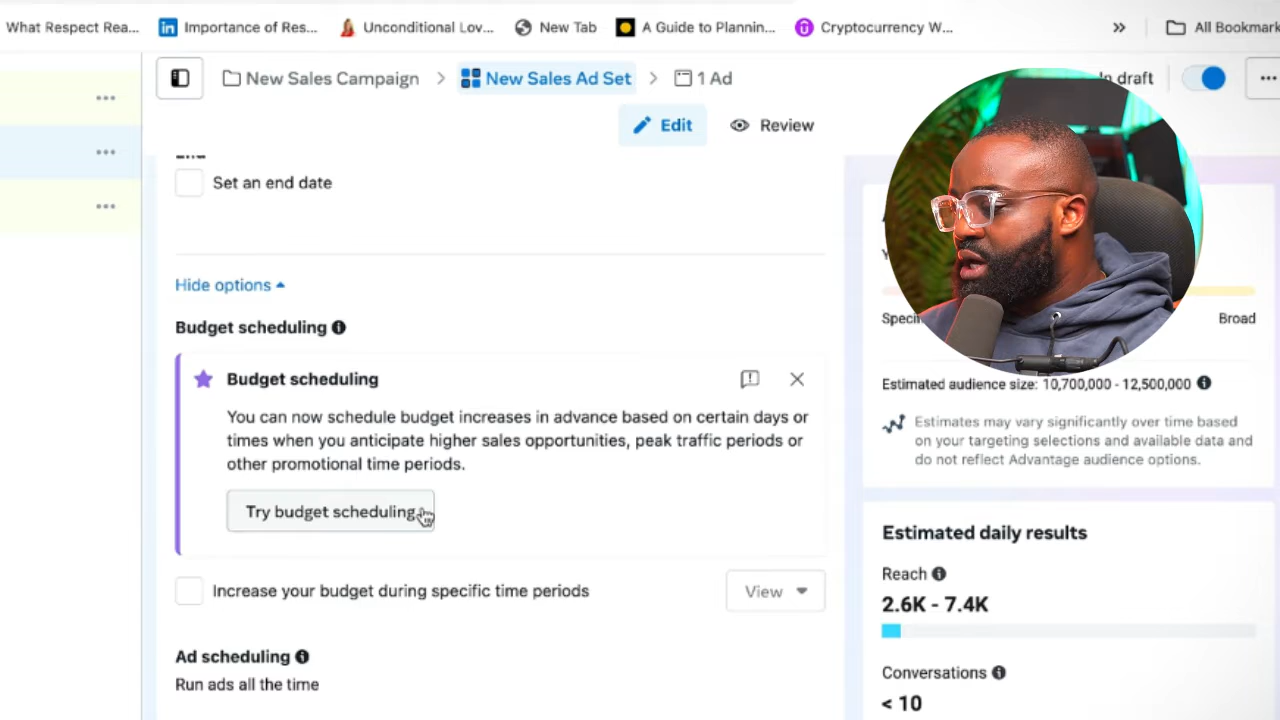 What Respect Rea...
Importance of Res...
Unconditional Lov...
New Tab
A Guide to Plannin...
Cryptocurrency W...
All Bookmark
New Sales Campaign
New Sales Ad Set
1 Ad
In draft
Edit
Review
End
Set an end date
Hide options
Budget scheduling
Budget scheduling
You can now schedule budget increases in advance based on certain days or
times when you anticipate higher sales opportunities, peak traffic periods or
other promotional time periods.
Try budget scheduling
Increase your budget during specific time periods
View
Ad scheduling
Run ads all the time
Broad
Estimated audience size: 10,700,000 - 12,500,000
Estimates may vary significantly over time based
on your targeting selections and available data and
do not reflect Advantage audience options.
Estimated daily results
Reach
2.6K - 7.4K
Conversations
< 10